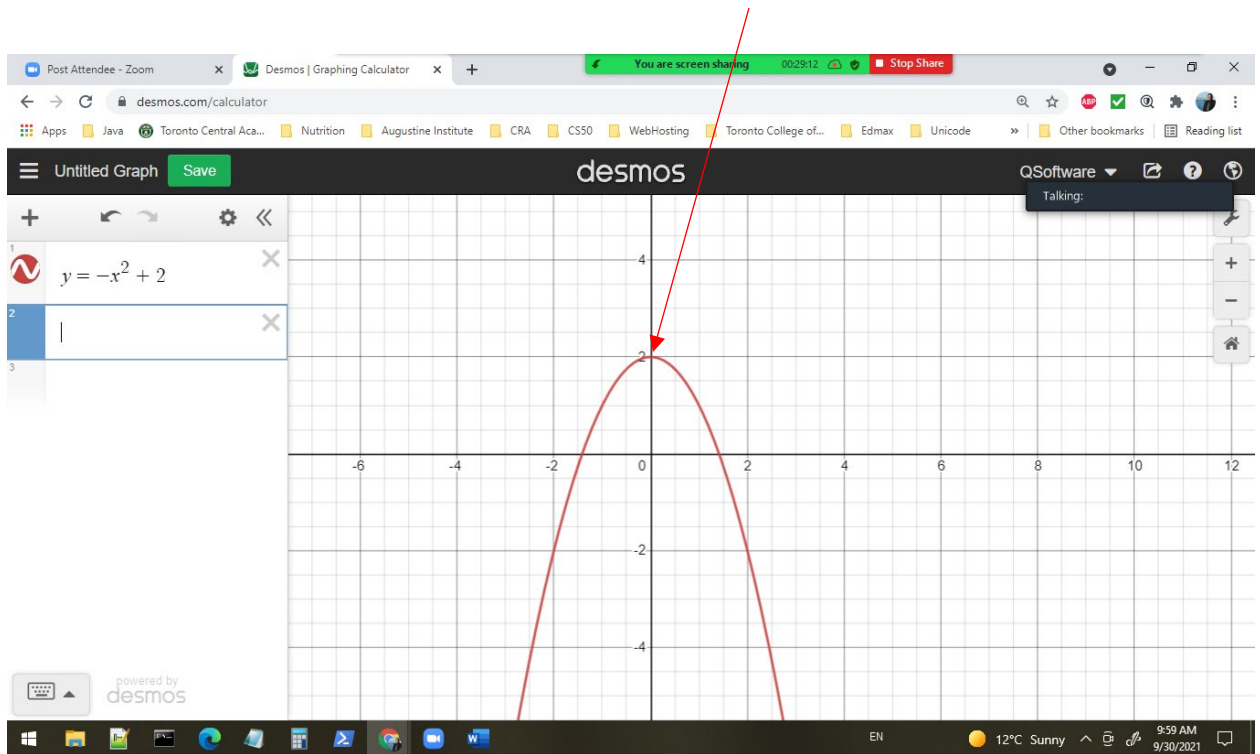 Post Attendee - Zoom
Desmos | Graphing Calculator
You are screen sharing 00:29:12 Stop Share
desmos.com/calculator
ABP
Apps Java Toronto Central Aca... Nutrition Augustine Institute CRA CS50 WebHosting Toronto College of... Edmax Unicode » Other bookmarks Reading list
Untitled Graph Save desmos QSoftware
Talking:
1
y = −x² + 2
2
3
4
2
-6 -4 -2 0 2 4 6 8 10 12
-2
-4
powered by
desmos
EN 12°C Sunny 9:59 AM
9/30/2021